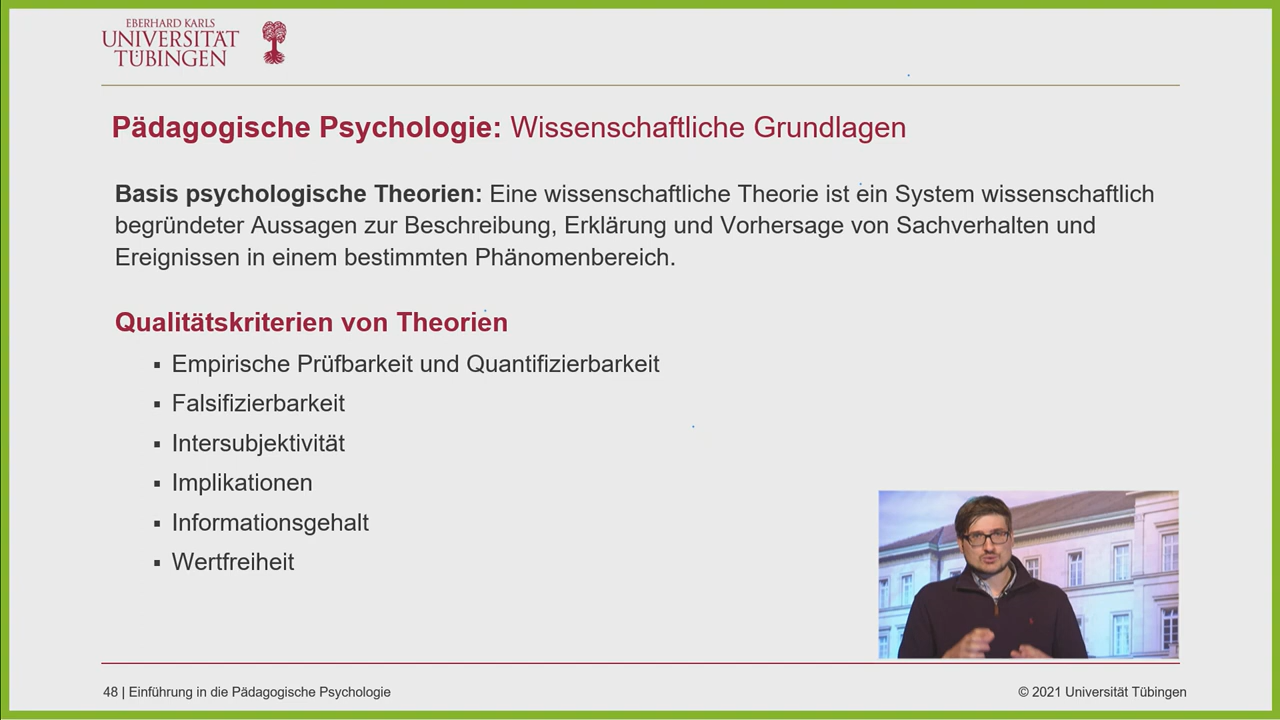 EBERHARD KARLS
UNIVERSITÄT
TÜBINGEN
Pädagogische Psychologie: Wissenschaftliche Grundlagen
Basis psychologische Theorien: Eine wissenschaftliche Theorie ist ein System wissenschaftlich
begründeter Aussagen zur Beschreibung, Erklärung und Vorhersage von Sachverhalten und
Ereignissen in einem bestimmten Phänomenbereich.
Qualitätskriterien von Theorien
▪ Empirische Prüfbarkeit und Quantifizierbarkeit
▪ Falsifizierbarkeit
▪ Intersubjektivität
▪ Implikationen
▪ Informationsgehalt
▪ Wertfreiheit
48 | Einführung in die Pädagogische Psychologie
© 2021 Universität Tübingen